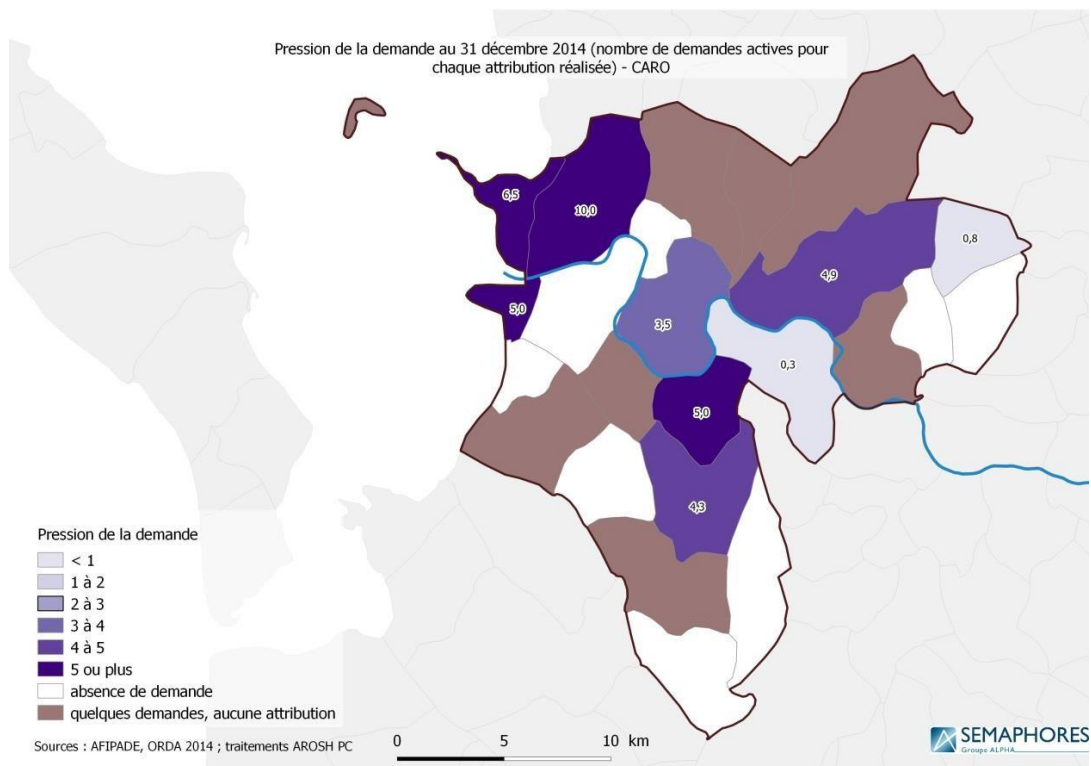 Pression de la demande au 31 décembre 2014 (nombre de demandes actives pour
chaque attribution réalisée) - CARO
6,5
10,0
0,8
4,9
5,0
3,5
0,3
5,0
4,3
Pression de la demande
< 1
1 à 2
2 à 3
3 à 4
4 à 5
5 ou plus
absence de demande
quelques demandes, aucune attribution
Sources : AFIPADE, ORDA 2014 ; traitements AROSH PC
0 5 10 km
SEMAPHORES
Groupe ALPHA